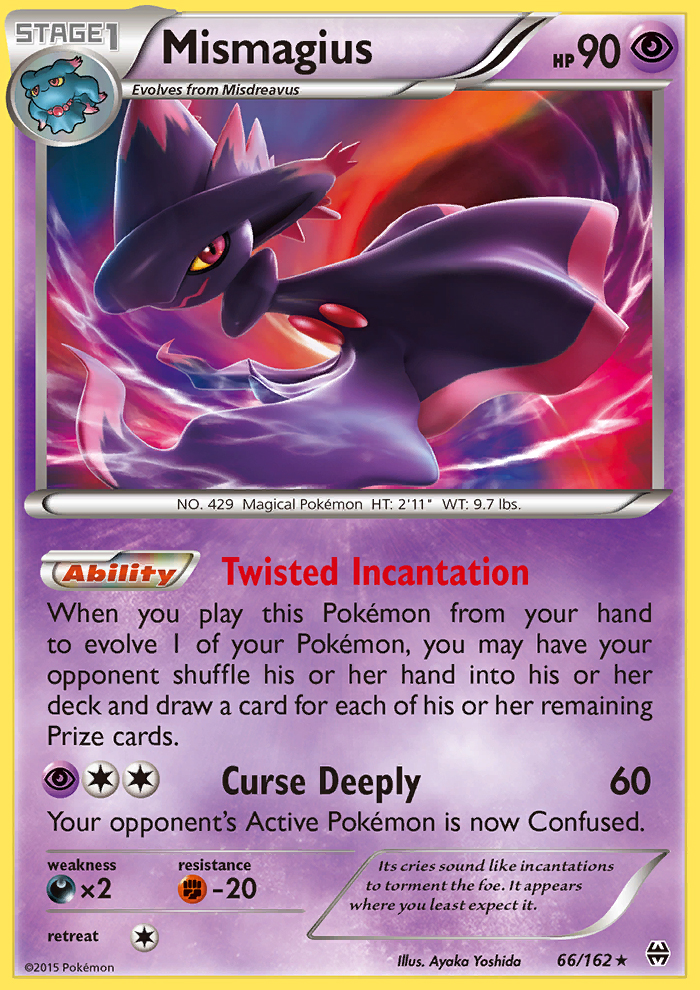 STAGE1
Mismagius
HP90
Evolves from Misdreavus
NO. 429 Magical Pokémon HT: 2'11" WT: 9.7 lbs.
Ability Twisted Incantation
When you play this Pokémon from your hand
to evolve 1 of your Pokémon, you may have your
opponent shuffle his or her hand into his or her
deck and draw a card for each of his or her remaining
Prize cards.
Curse Deeply 60
Your opponent's Active Pokémon is now Confused.
weakness
×2
resistance
-20
Its cries sound like incantations
to torment the foe. It appears
where you least expect it.
retreat
©2015 Pokémon
Illus. Ayaka Yoshida
66/162 ★